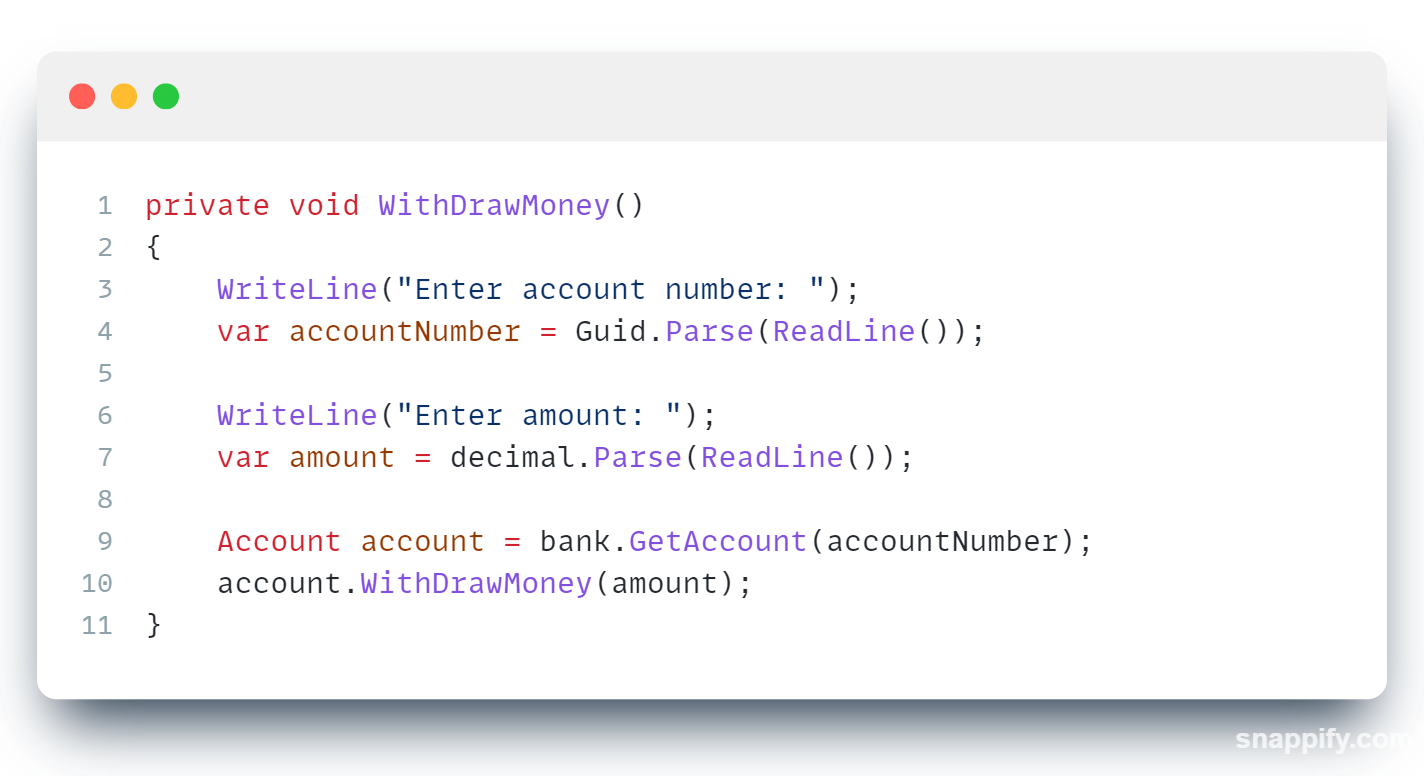 1 private void WithDrawMoney()
2 {
3     WriteLine("Enter account number: ");
4     var accountNumber = Guid.Parse(ReadLine());
5
6     WriteLine("Enter amount: ");
7     var amount = decimal.Parse(ReadLine());
8
9     Account account = bank.GetAccount(accountNumber);
10     account.WithDrawMoney(amount);
11 }
snappify.com